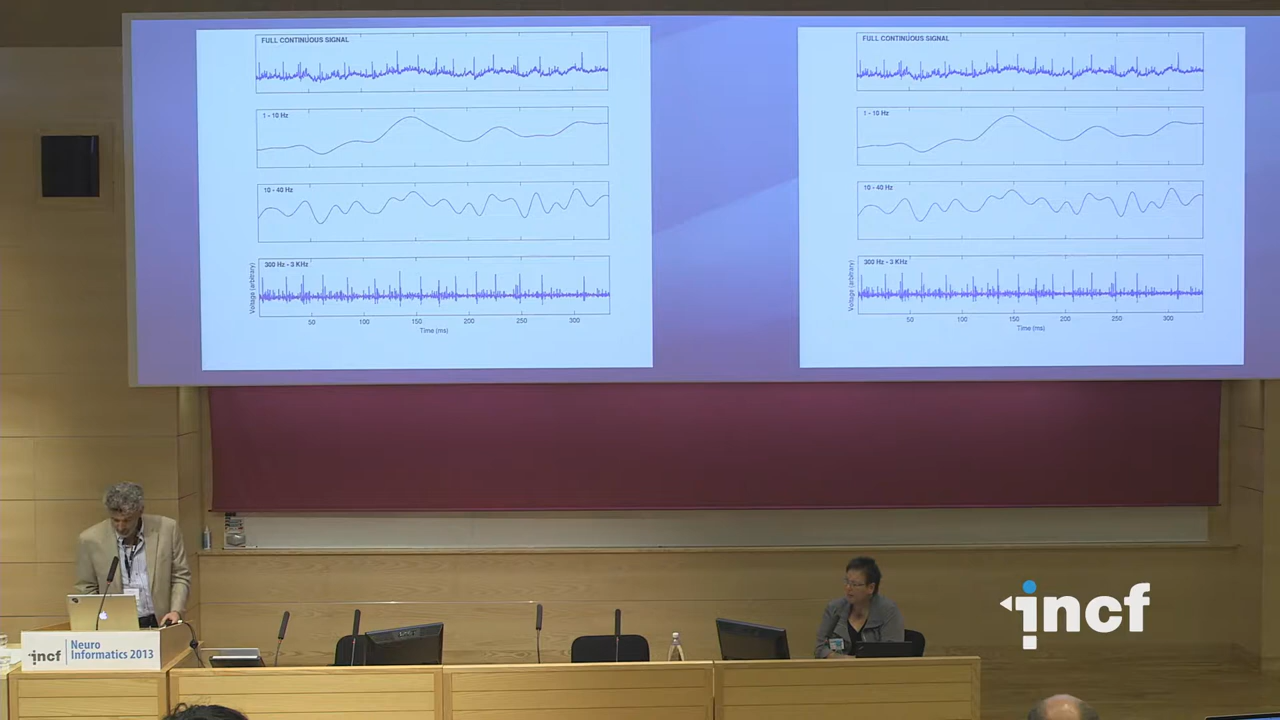 FULL CONTINUOUS SIGNAL
1 - 10 Hz
10 - 40 Hz
300 Hz - 3 KHz
Voltage (arbitrary)
50 100 150 200 250 300
Time (ms)
FULL CONTINUOUS SIGNAL
1 - 10 Hz
10 - 40 Hz
300 Hz - 3 KHz
Voltage (arbitrary)
50 100 150 200 250 300
Time (ms)
incf
incf
Neuro
Informatics 2013